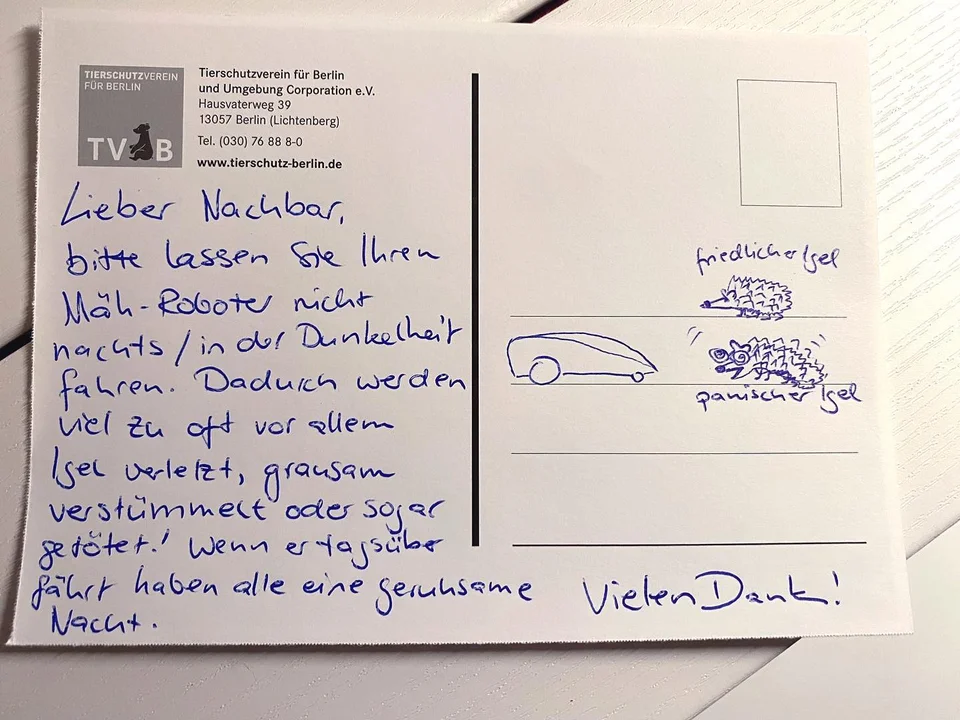 TIERSCHUTZVEREIN
FÜR BERLIN
TVB
Tierschutzverein für Berlin
und Umgebung Corporation e.V.
Hausvaterweg 39
13057 Berlin (Lichtenberg)
Tel. (030) 76 88 8-0
www.tierschutz-berlin.de
Lieber Nachbar,
bitte lassen Sie Ihren
Mäh-Roboter nicht
nachts / in der Dunkelheit
fahren. Dadurch werden
viel zu oft vor allem
Igel verletzt, grausam
verstümmelt oder sogar
getötet! Wenn er tagsüber
fährt haben alle eine geruhsame
Nacht.
friedlicher Igel
panischer Igel
Vielen Dank!